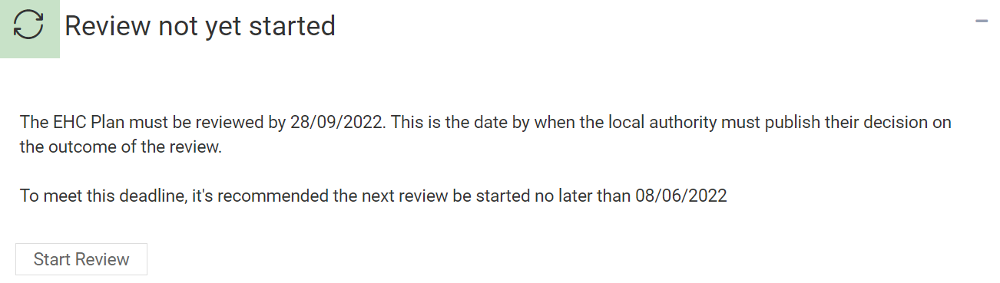 Review not yet started
The EHC Plan must be reviewed by 28/09/2022. This is the date by when the local authority must publish their decision on
the outcome of the review.
To meet this deadline, it's recommended the next review be started no later than 08/06/2022
Start Review